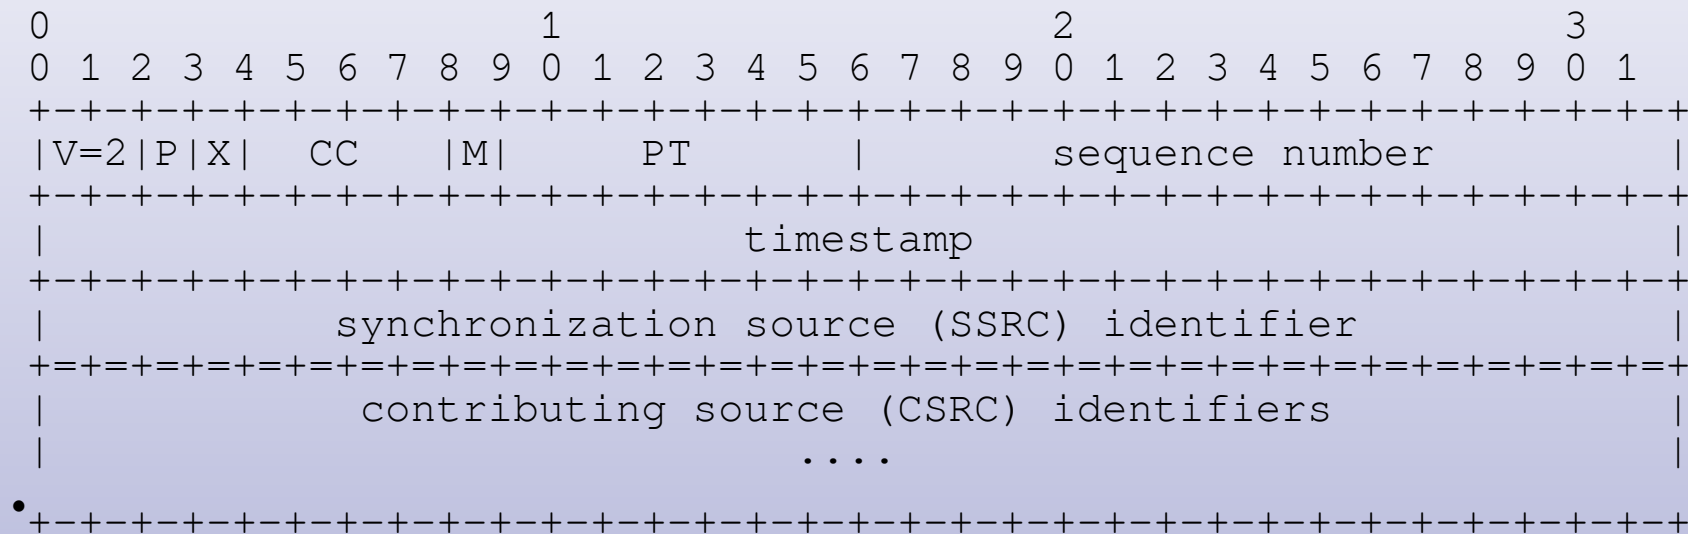 0                   1                   2                   3
 0 1 2 3 4 5 6 7 8 9 0 1 2 3 4 5 6 7 8 9 0 1 2 3 4 5 6 7 8 9 0 1
 +-+-+-+-+-+-+-+-+-+-+-+-+-+-+-+-+-+-+-+-+-+-+-+-+-+-+-+-+-+-+-+-+
 |V=2|P|X|  CC   |M|     PT      |       sequence number         |
 +-+-+-+-+-+-+-+-+-+-+-+-+-+-+-+-+-+-+-+-+-+-+-+-+-+-+-+-+-+-+-+-+
 |                           timestamp                           |
 +-+-+-+-+-+-+-+-+-+-+-+-+-+-+-+-+-+-+-+-+-+-+-+-+-+-+-+-+-+-+-+-+
 |           synchronization source (SSRC) identifier            |
 +=+=+=+=+=+=+=+=+=+=+=+=+=+=+=+=+=+=+=+=+=+=+=+=+=+=+=+=+=+=+=+=+
 |            contributing source (CSRC) identifiers             |
 |                             ....                              |
•+-+-+-+-+-+-+-+-+-+-+-+-+-+-+-+-+-+-+-+-+-+-+-+-+-+-+-+-+-+-+-+-+